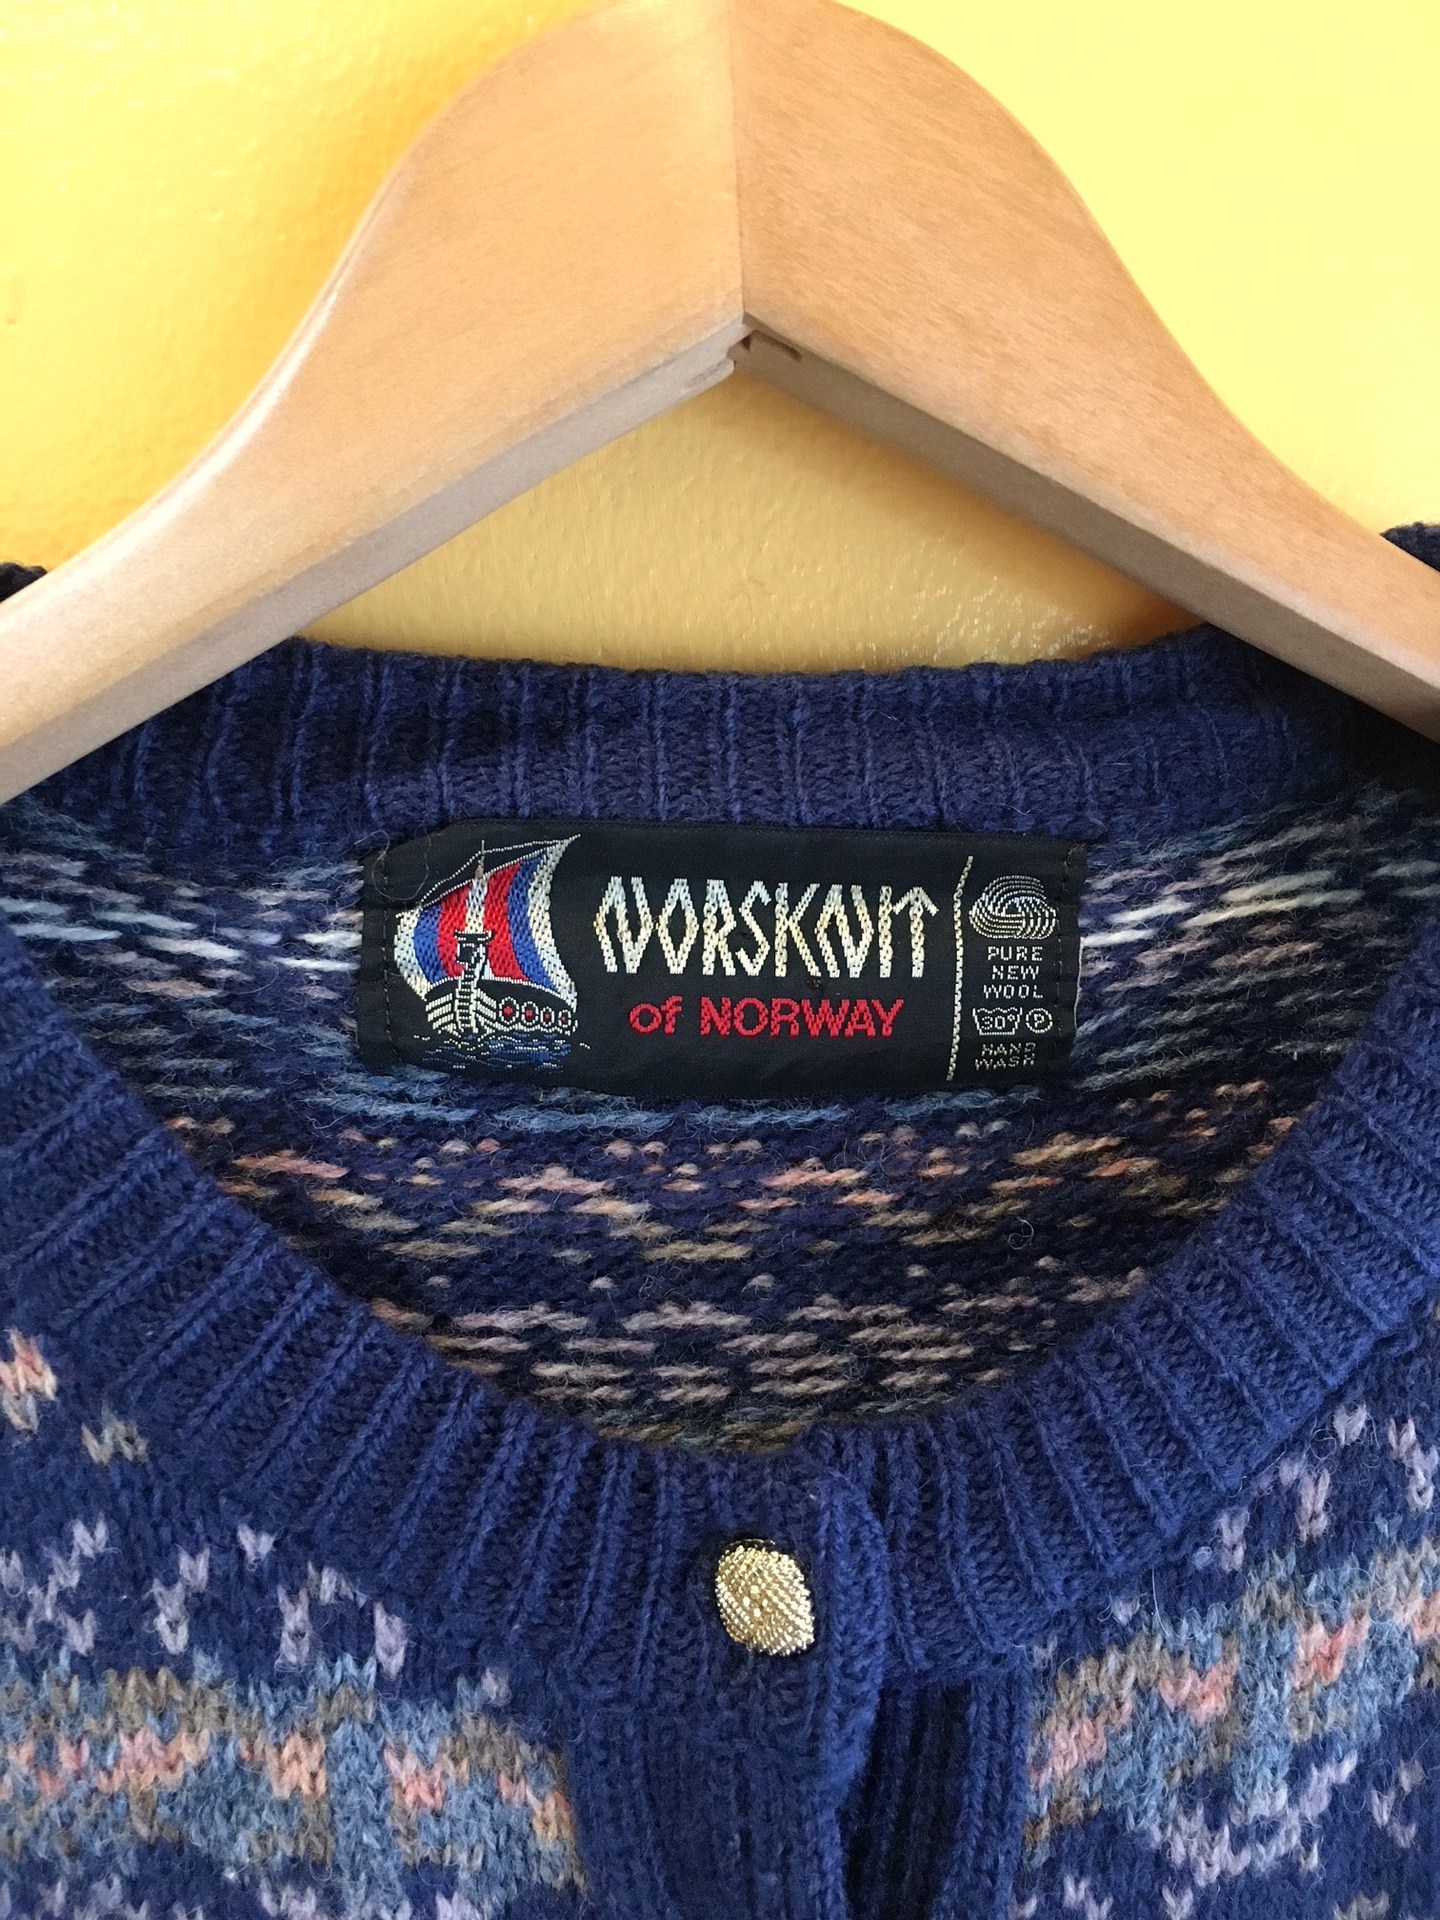 NORSKNIT
of NORWAY
PURE
NEW
WOOL
30° P
HAND
WASH